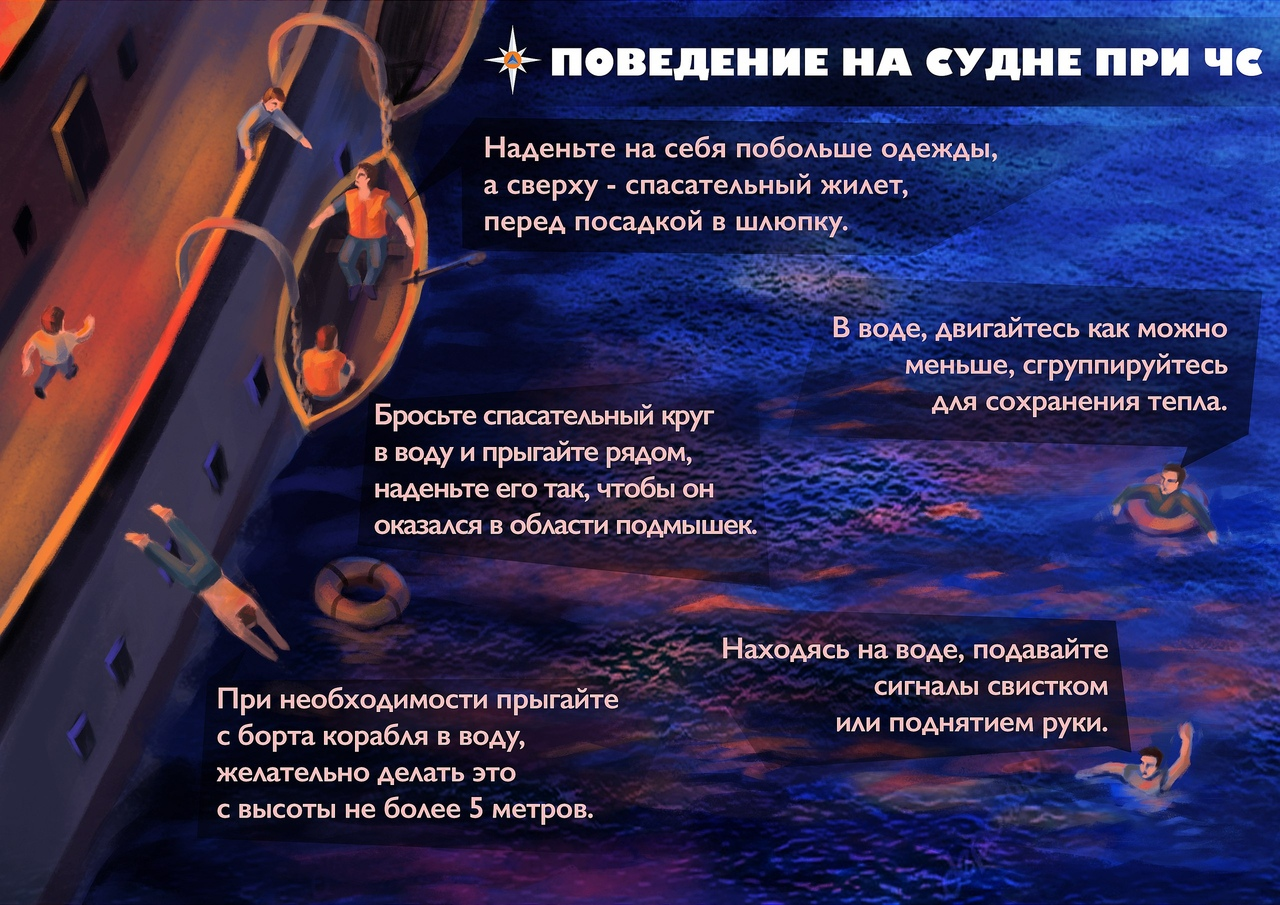 ПОВЕДЕНИЕ НА СУДНЕ ПРИ ЧС
Наденьте на себя побольше одежды,
а сверху - спасательный жилет,
перед посадкой в шлюпку.
В воде, двигайтесь как можно
меньше, сгруппируйтесь
для сохранения тепла.
Бросьте спасательный круг
в воду и прыгайте рядом,
наденьте его так, чтобы он
оказался в области подмышек.
Находясь на воде, подавайте
сигналы свистком
или поднятием руки.
При необходимости прыгайте
с борта корабля в воду,
желательно делать это
с высоты не более 5 метров.